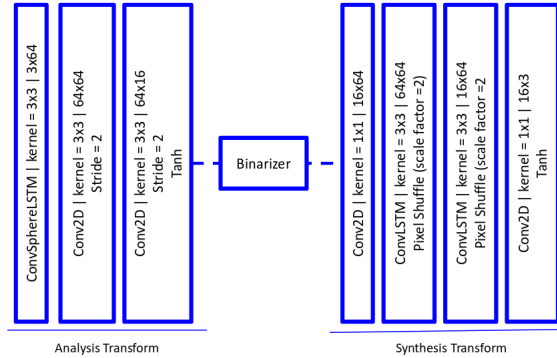 ConvSphereLSTM | kernel = 3x3 | 3x64
Conv2D | kernel = 3x3 | 64x64
Stride = 2
Conv2D | kernel = 3x3 | 64x16
Stride = 2
Tanh
Binarizer
Conv2D | kernel = 1x1 | 16x64
ConvLSTM | kernel = 3x3 | 64x64
Pixel Shuffle (scale factor =2)
ConvLSTM | kernel = 3x3 | 16x64
Pixel Shuffle (scale factor =2
Conv2D | kernel = 1x1 | 16x3
Tanh
Analysis Transform
Synthesis Transform